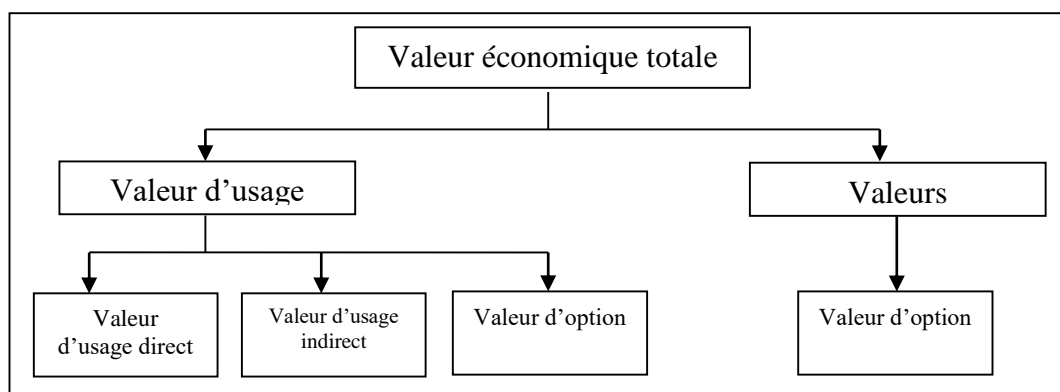 Valeur économique totale
Valeur d’usage
Valeurs
Valeur
d’usage direct
Valeur d’usage
indirect
Valeur d’option
Valeur d’option